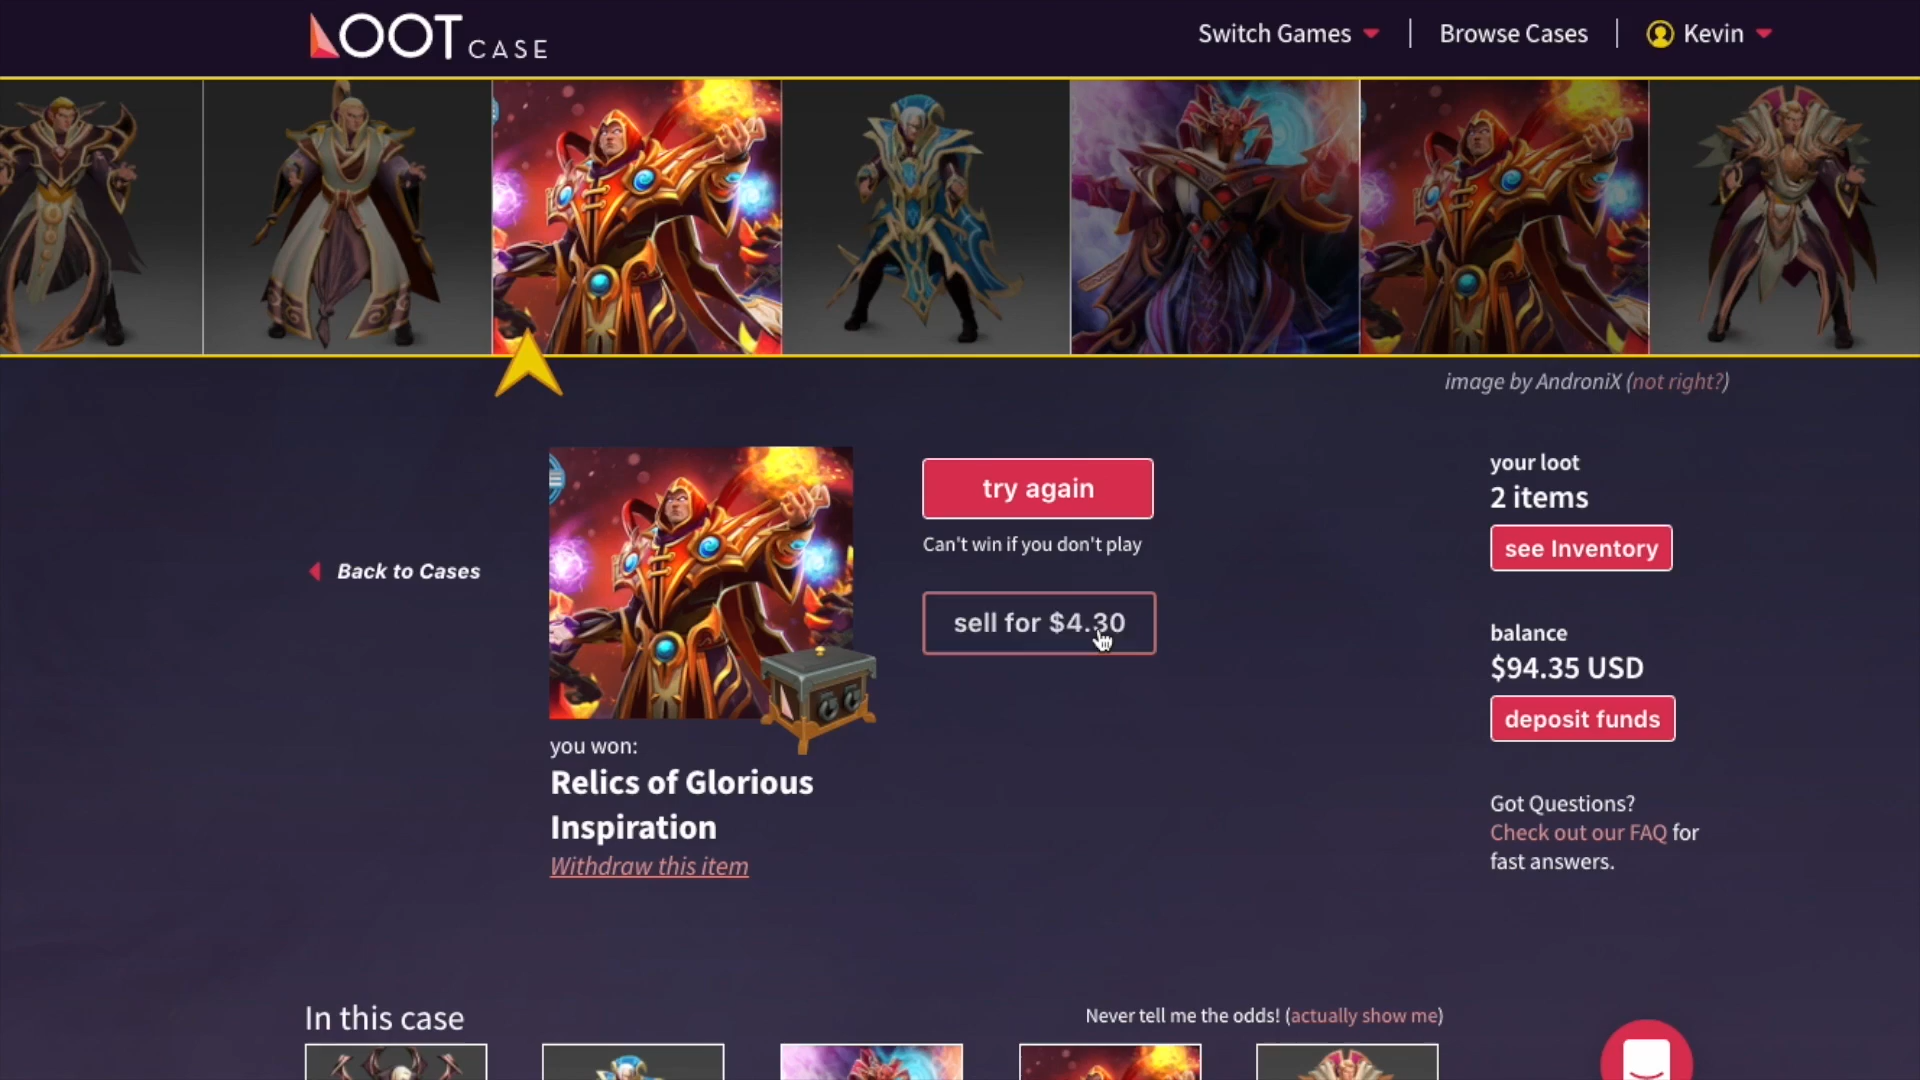 LOOT CASE
Switch Games
Browse Cases
Kevin
image by AndroniX (not right?)
Back to Cases
try again
Can't win if you don't play
sell for $4.30
you won:
Relics of Glorious
Inspiration
Withdraw this item
your loot
2 items
see Inventory
balance
$94.35 USD
deposit funds
Got Questions?
Check out our FAQ for
fast answers.
In this case
Never tell me the odds! (actually show me)